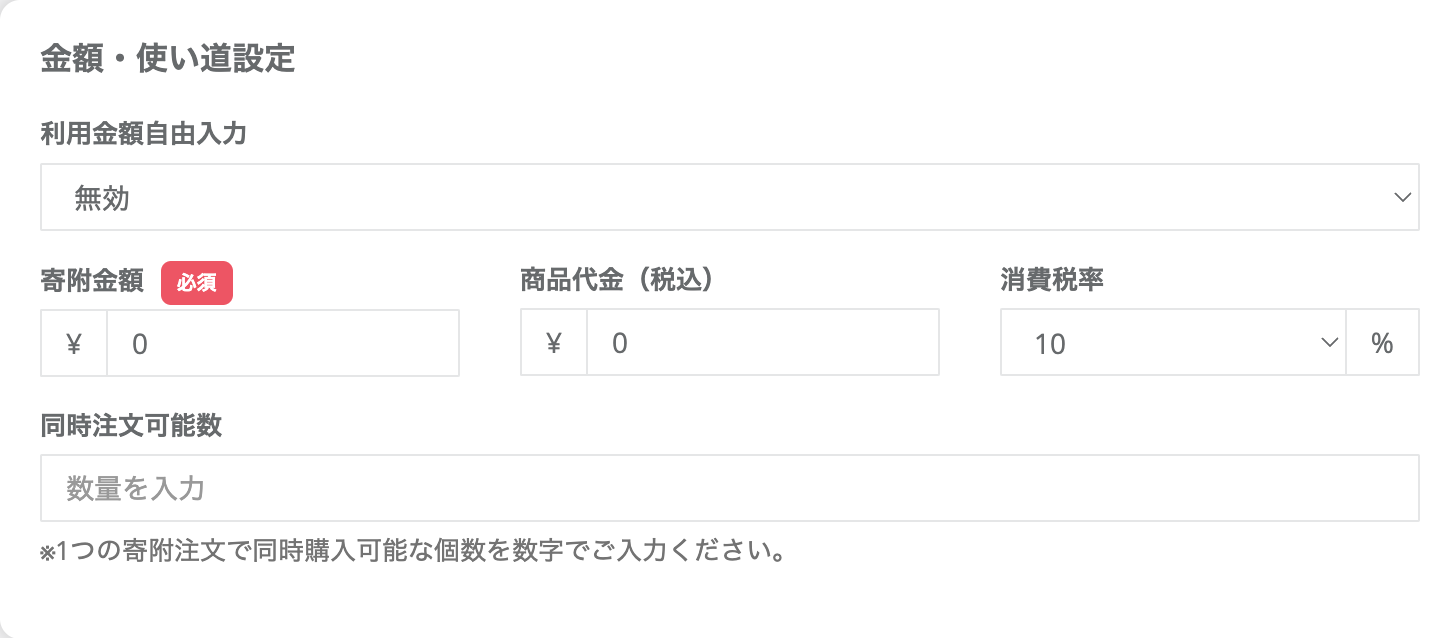 金額・使い道設定
利用金額自由入力
無効
寄附金額 必須 商品代金（税込） 消費税率
¥ 0 ¥ 0 10 %
同時注文可能数
数量を入力
※1つの寄附注文で同時購入可能な個数を数字でご入力ください。